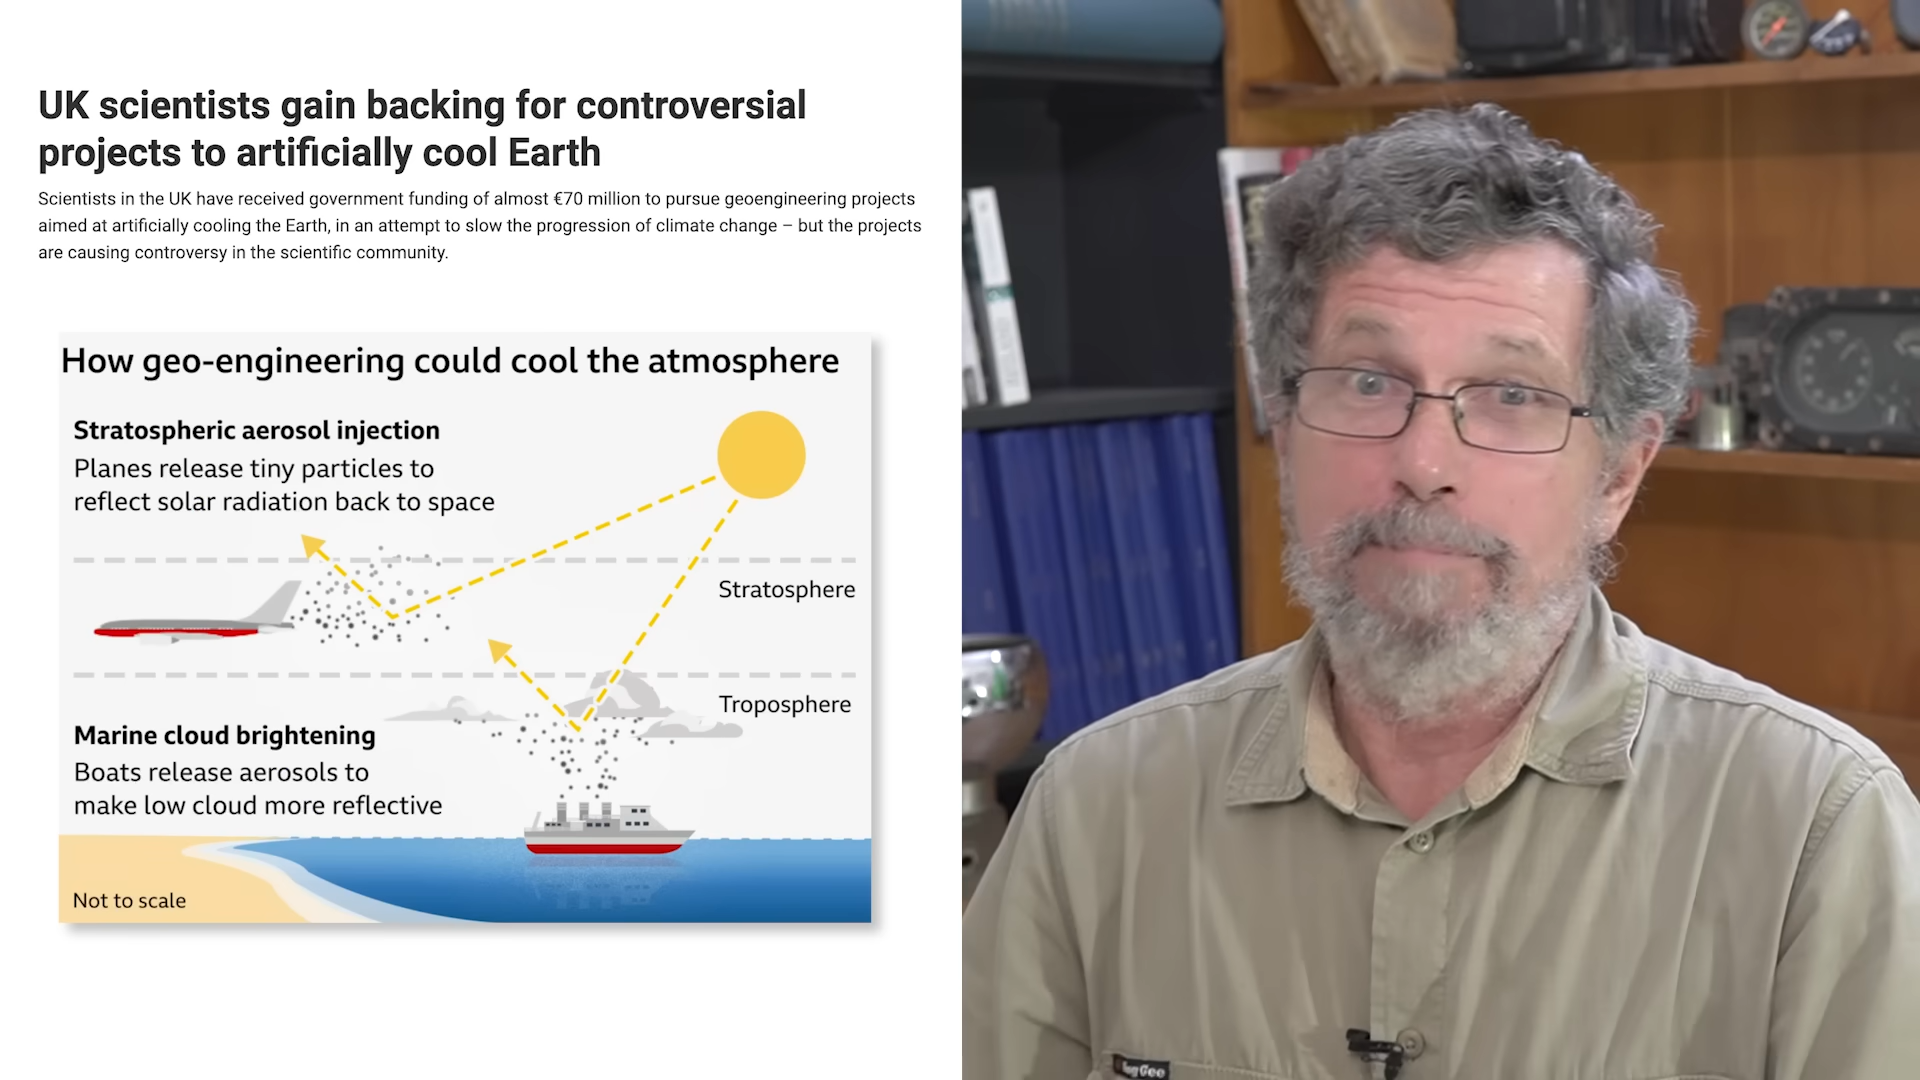 UK scientists gain backing for controversial
projects to artificially cool Earth
Scientists in the UK have received government funding of almost €70 million to pursue geoengineering projects
aimed at artificially cooling the Earth, in an attempt to slow the progression of climate change – but the projects
are causing controversy in the scientific community.
How geo-engineering could cool the atmosphere
Stratospheric aerosol injection
Planes release tiny particles to
reflect solar radiation back to space
Stratosphere
Troposphere
Marine cloud brightening
Boats release aerosols to
make low cloud more reflective
Not to scale